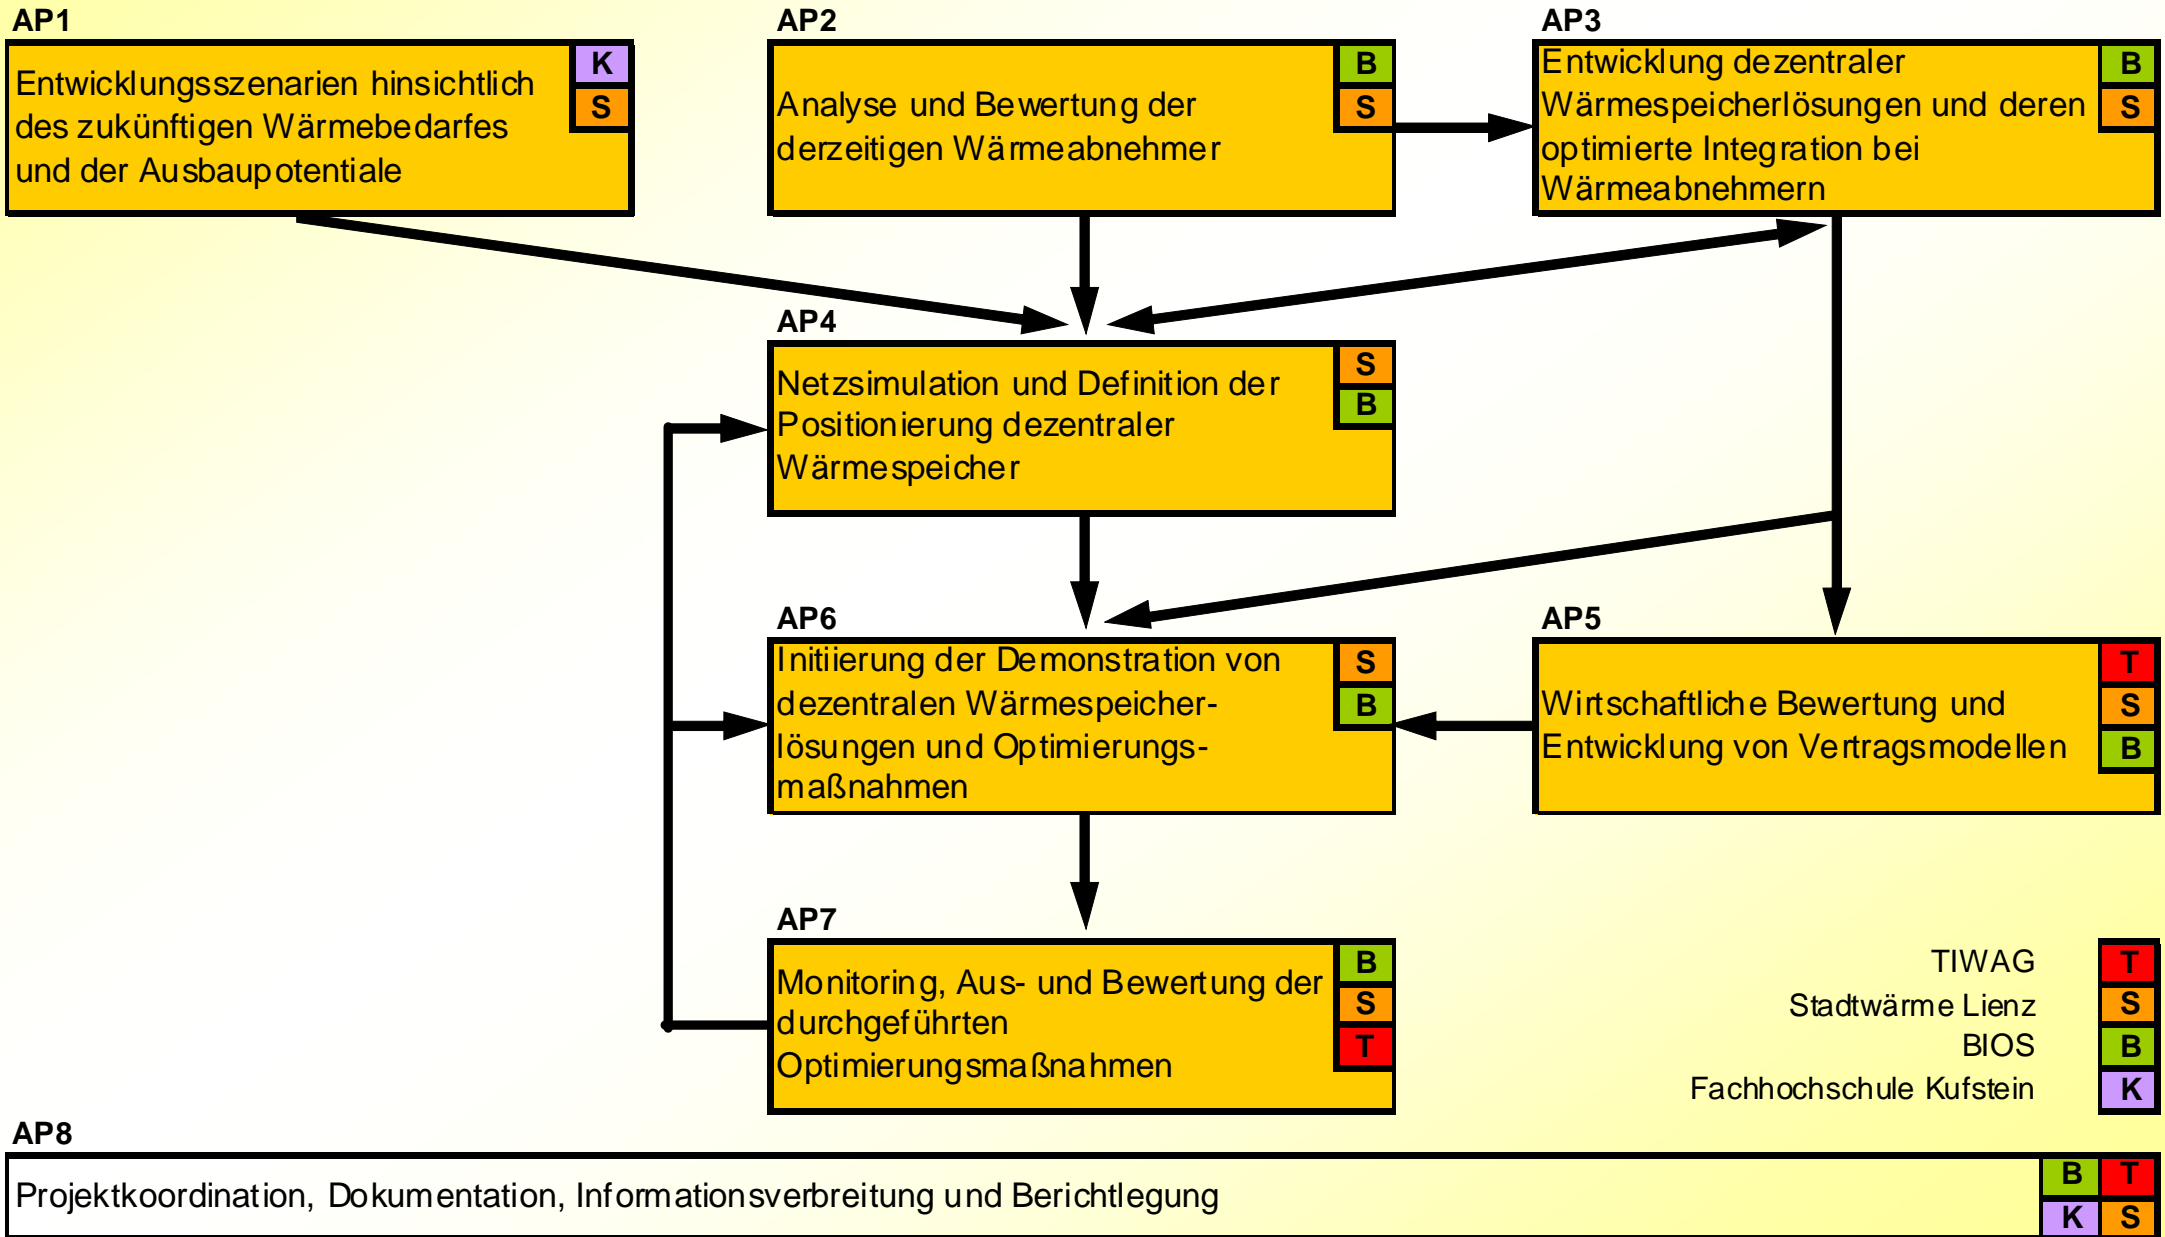 AP1
Entwicklungsszenarien hinsichtlich
des zukünftigen Wärmebedarfes
und der Ausbaupotentiale
K
S
AP2
Analyse und Bewertung der
derzeitigen Wärmeabnehmer
B
S
AP3
Entwicklung dezentraler
Wärmespeicherlösungen und deren
optimierte Integration bei
Wärmeabnehmern
B
S
AP4
Netzsimulation und Definition der
Positionierung dezentraler
Wärmespeicher
S
B
AP6
Initiierung der Demonstration von
dezentralen Wärmespeicher-
lösungen und Optimierungs-
maßnahmen
S
B
AP5
Wirtschaftliche Bewertung und
Entwicklung von Vertragsmodellen
T
S
B
AP7
Monitoring, Aus- und Bewertung der
durchgeführten
Optimierungsmaßnahmen
B
S
T
TIWAG T
Stadtwärme Lienz S
BIOS B
Fachhochschule Kufstein K
AP8
Projektkoordination, Dokumentation, Informationsverbreitung und Berichtlegung
B T
K S